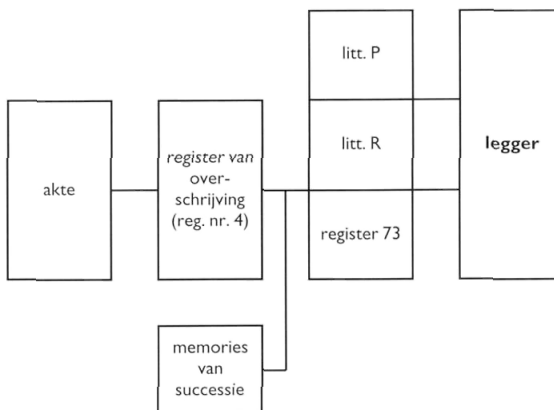 akte
register van
over-
schrijving
(reg. nr. 4)
memories
van
successie
litt. P
litt. R
register 73
legger